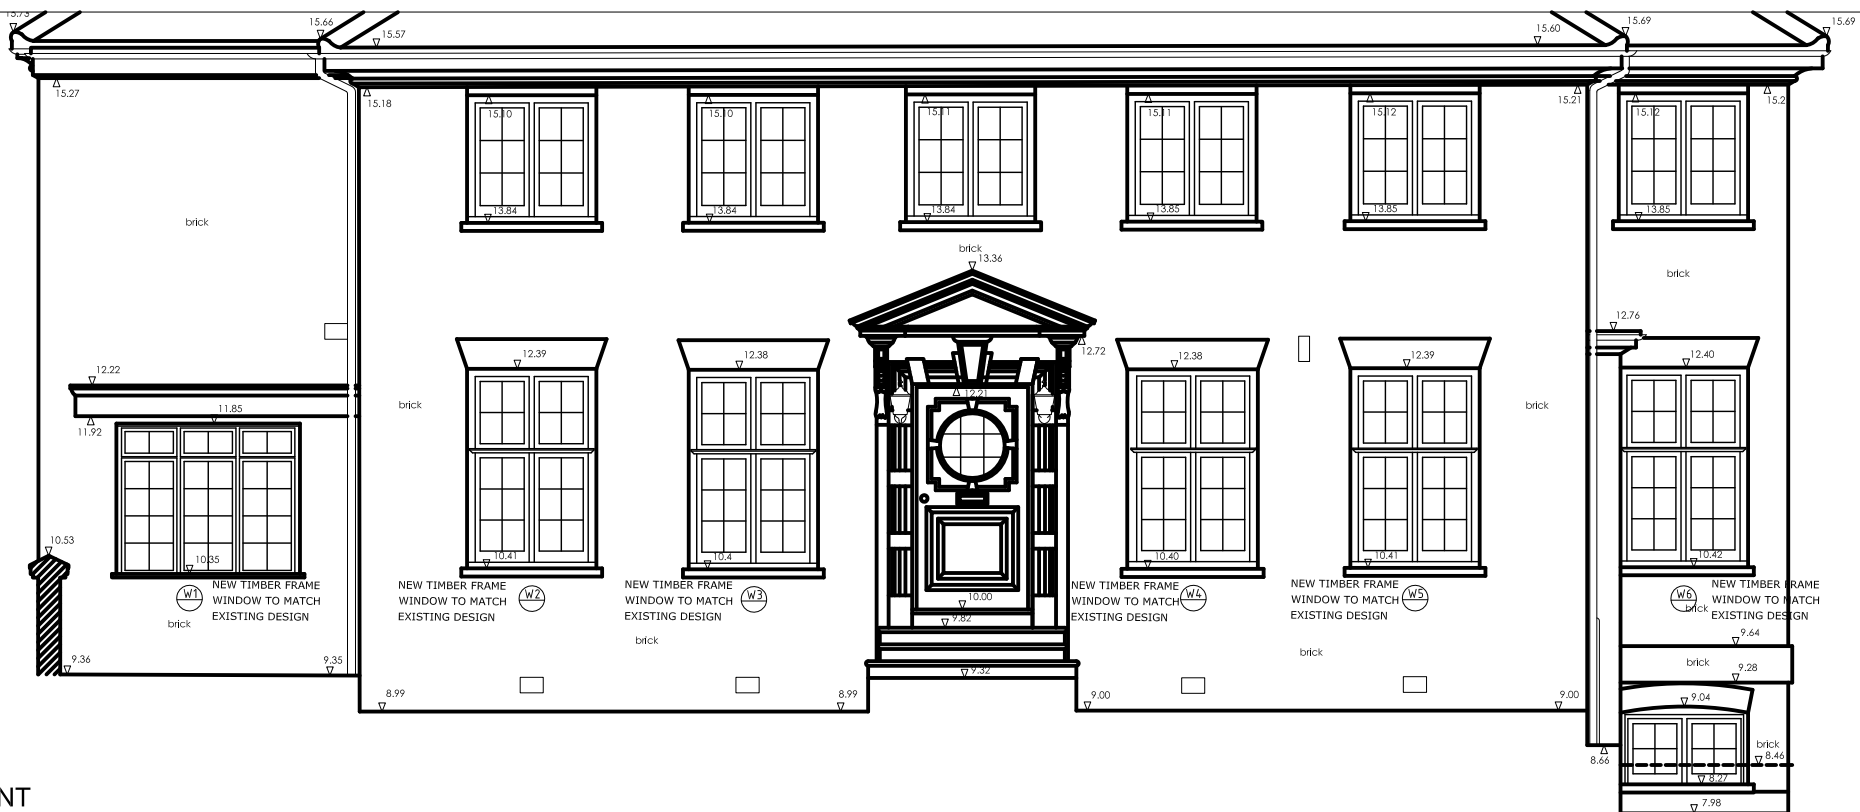 15.73
15.66
15.57
15.60
15.69
15.69
15.27
15.18
15.21
15.2
15.10
15.10
15.11
15.11
15.12
15.12
13.84
13.84
13.84
13.85
13.85
13.85
brick
brick
13.36
brick
12.76
12.72
12.39
12.38
12.38
12.39
12.40
12.22
12.21
11.85
11.92
brick
brick
10.53
10.35
10.41
10.4
10.40
10.41
10.42
W1
NEW TIMBER FRAME
WINDOW TO MATCH
EXISTING DESIGN
brick
NEW TIMBER FRAME
WINDOW TO MATCH
EXISTING DESIGN
W2
NEW TIMBER FRAME
WINDOW TO MATCH
EXISTING DESIGN
W3
brick
10.00
9.82
9.32
NEW TIMBER FRAME
WINDOW TO MATCH
EXISTING DESIGN
W4
NEW TIMBER FRAME
WINDOW TO MATCH
EXISTING DESIGN
W5
brick
W6
brick
NEW TIMBER FRAME
WINDOW TO MATCH
EXISTING DESIGN
9.36
9.35
8.99
8.99
9.00
9.00
9.64
brick
9.28
9.04
brick
8.46
8.66
8.27
7.98
NT